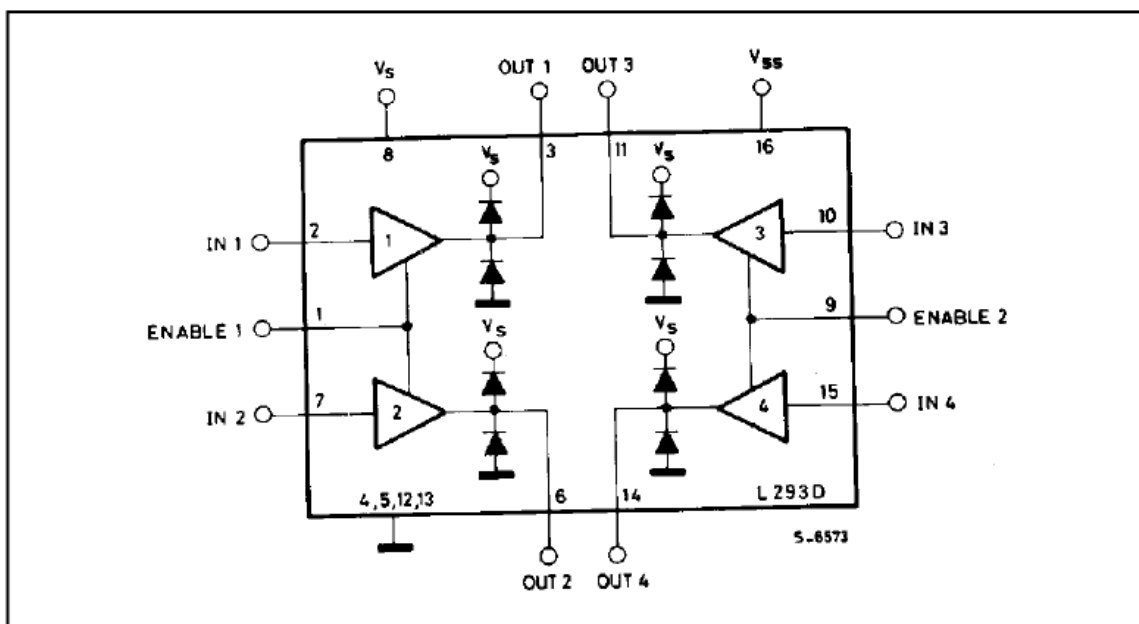 OUT 1 OUT 3
Vs VSS
8 3 11 16
Vs Vs
IN 1 2 1 3 10 IN 3
ENABLE 1 1 9 ENABLE 2
Vs Vs
IN 2 7 2 4 15 IN 4
4,5,12,13 6 14 L293D
S-6573
OUT 2 OUT 4